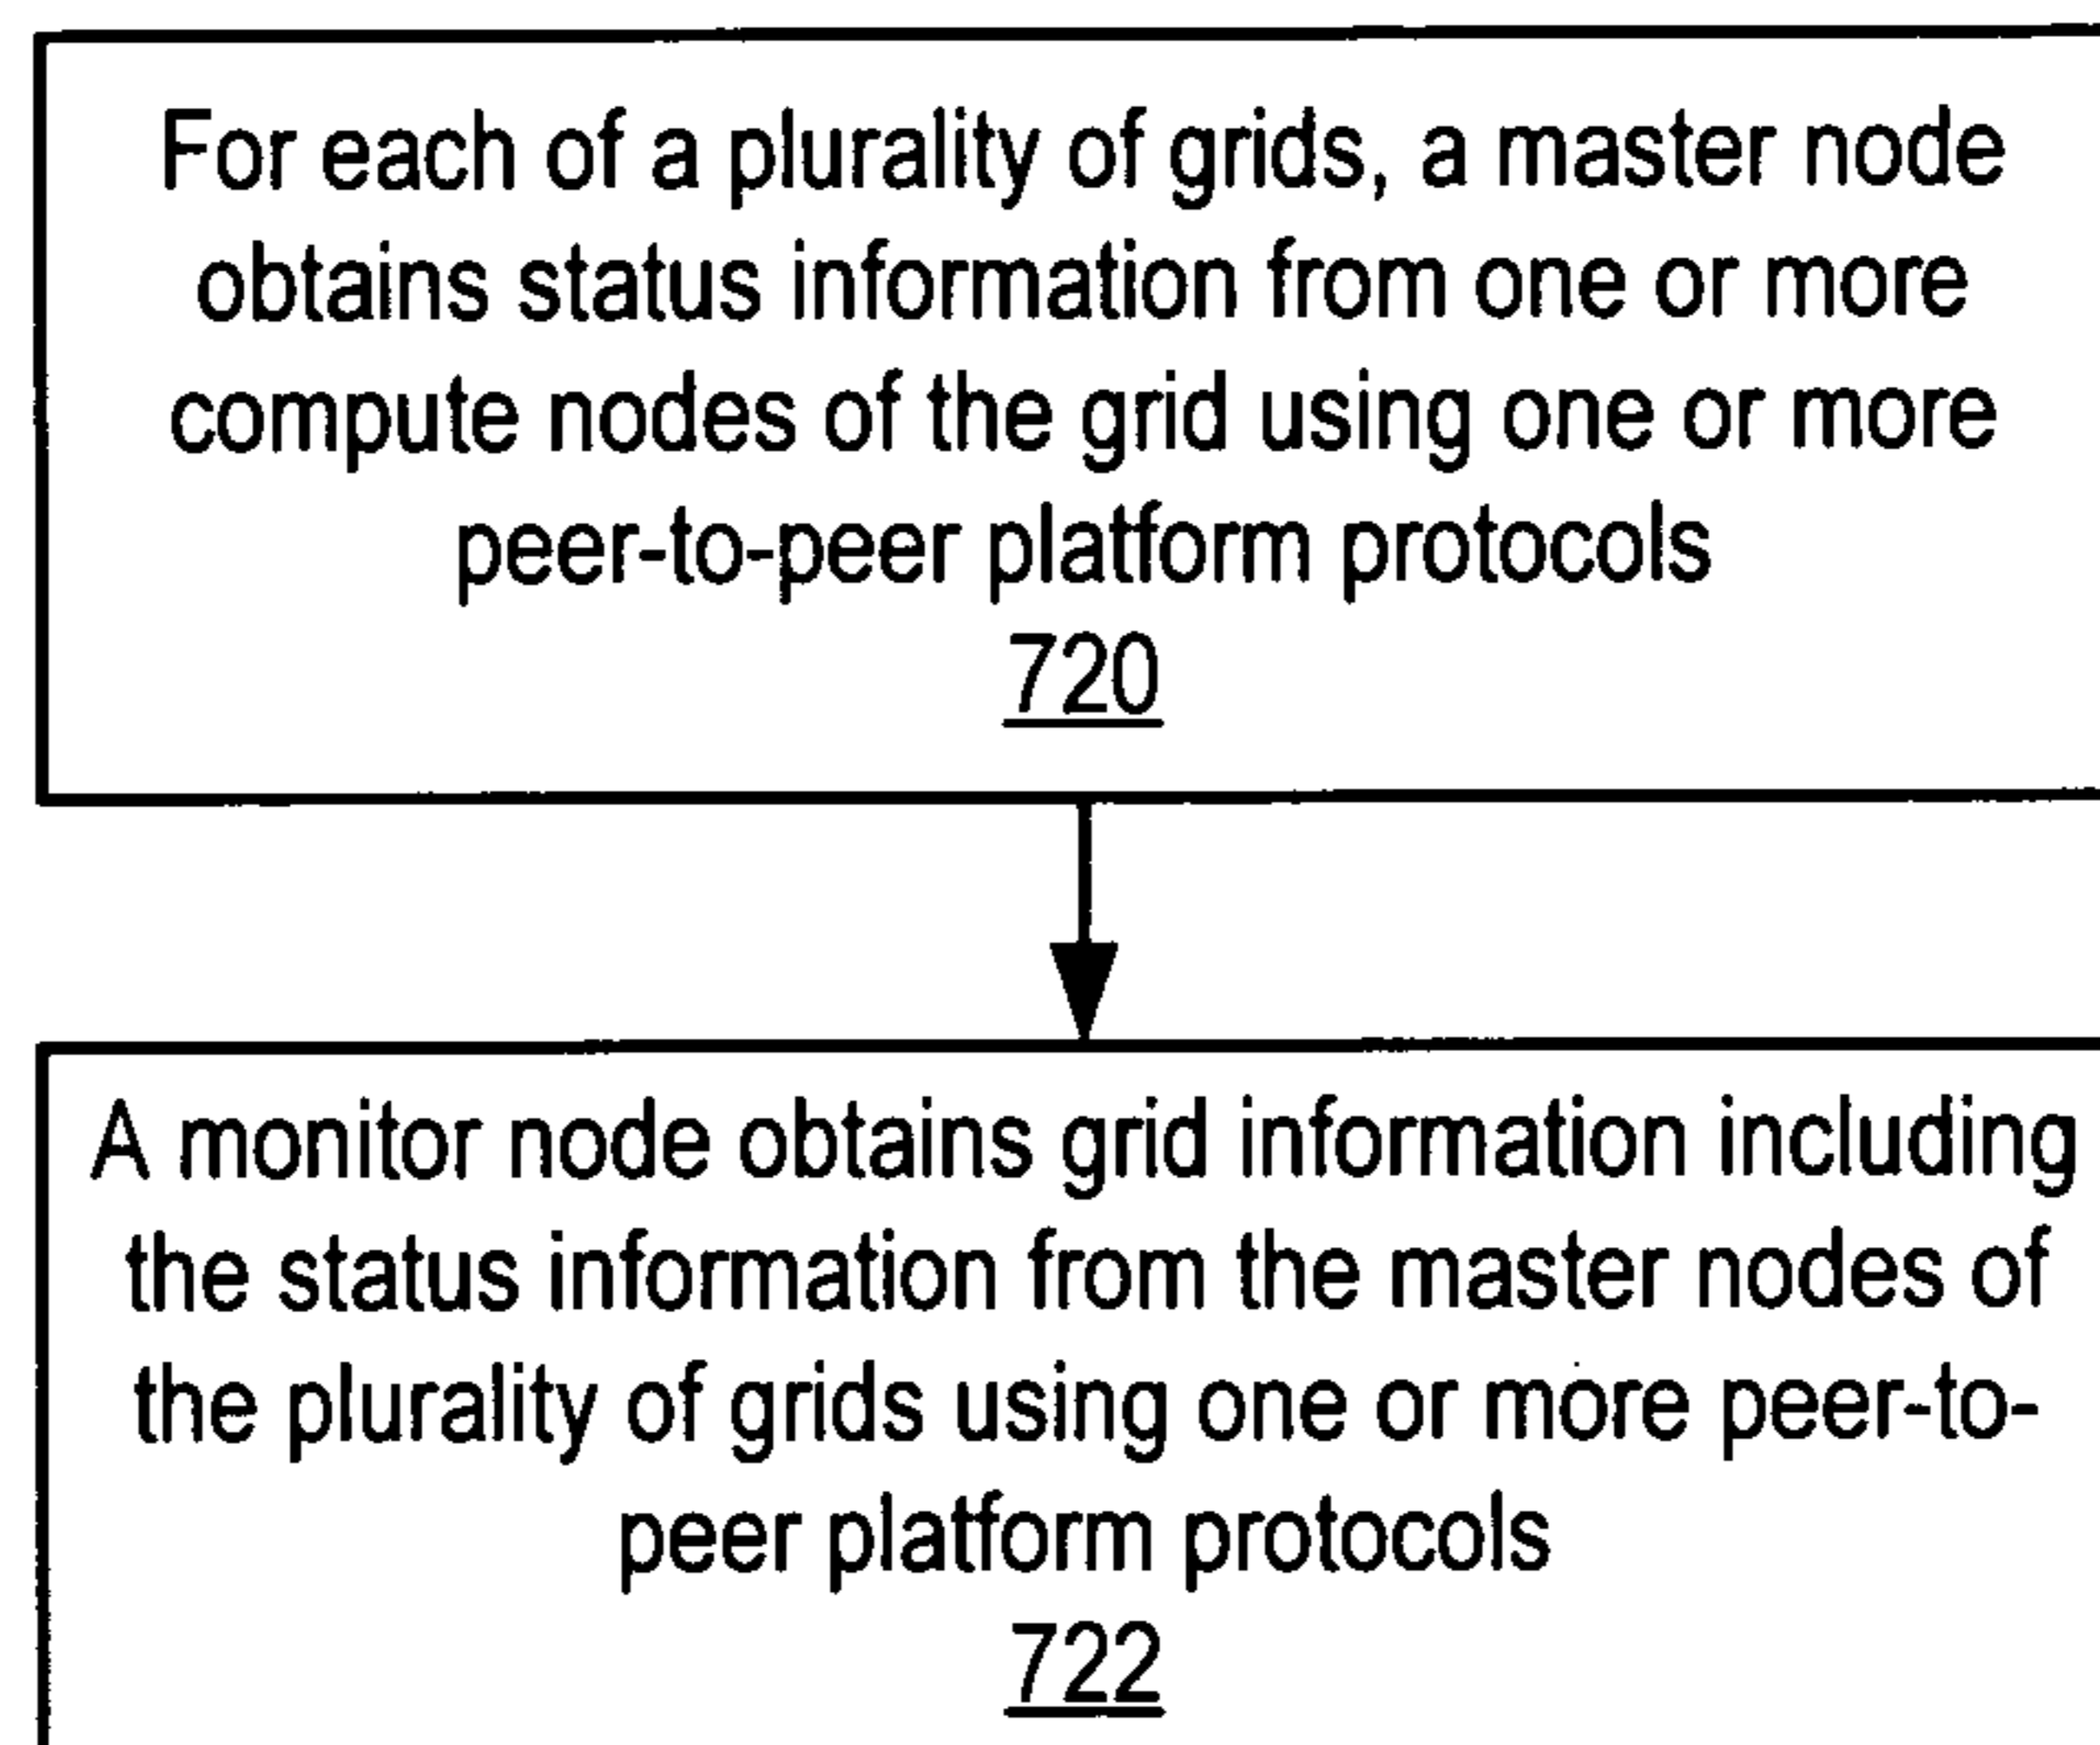 For each of a plurality of grids, a master node
obtains status information from one or more
compute nodes of the grid using one or more
peer-to-peer platform protocols
720
A monitor node obtains grid information including
the status information from the master nodes of
the plurality of grids using one or more peer-to-
peer platform protocols
722